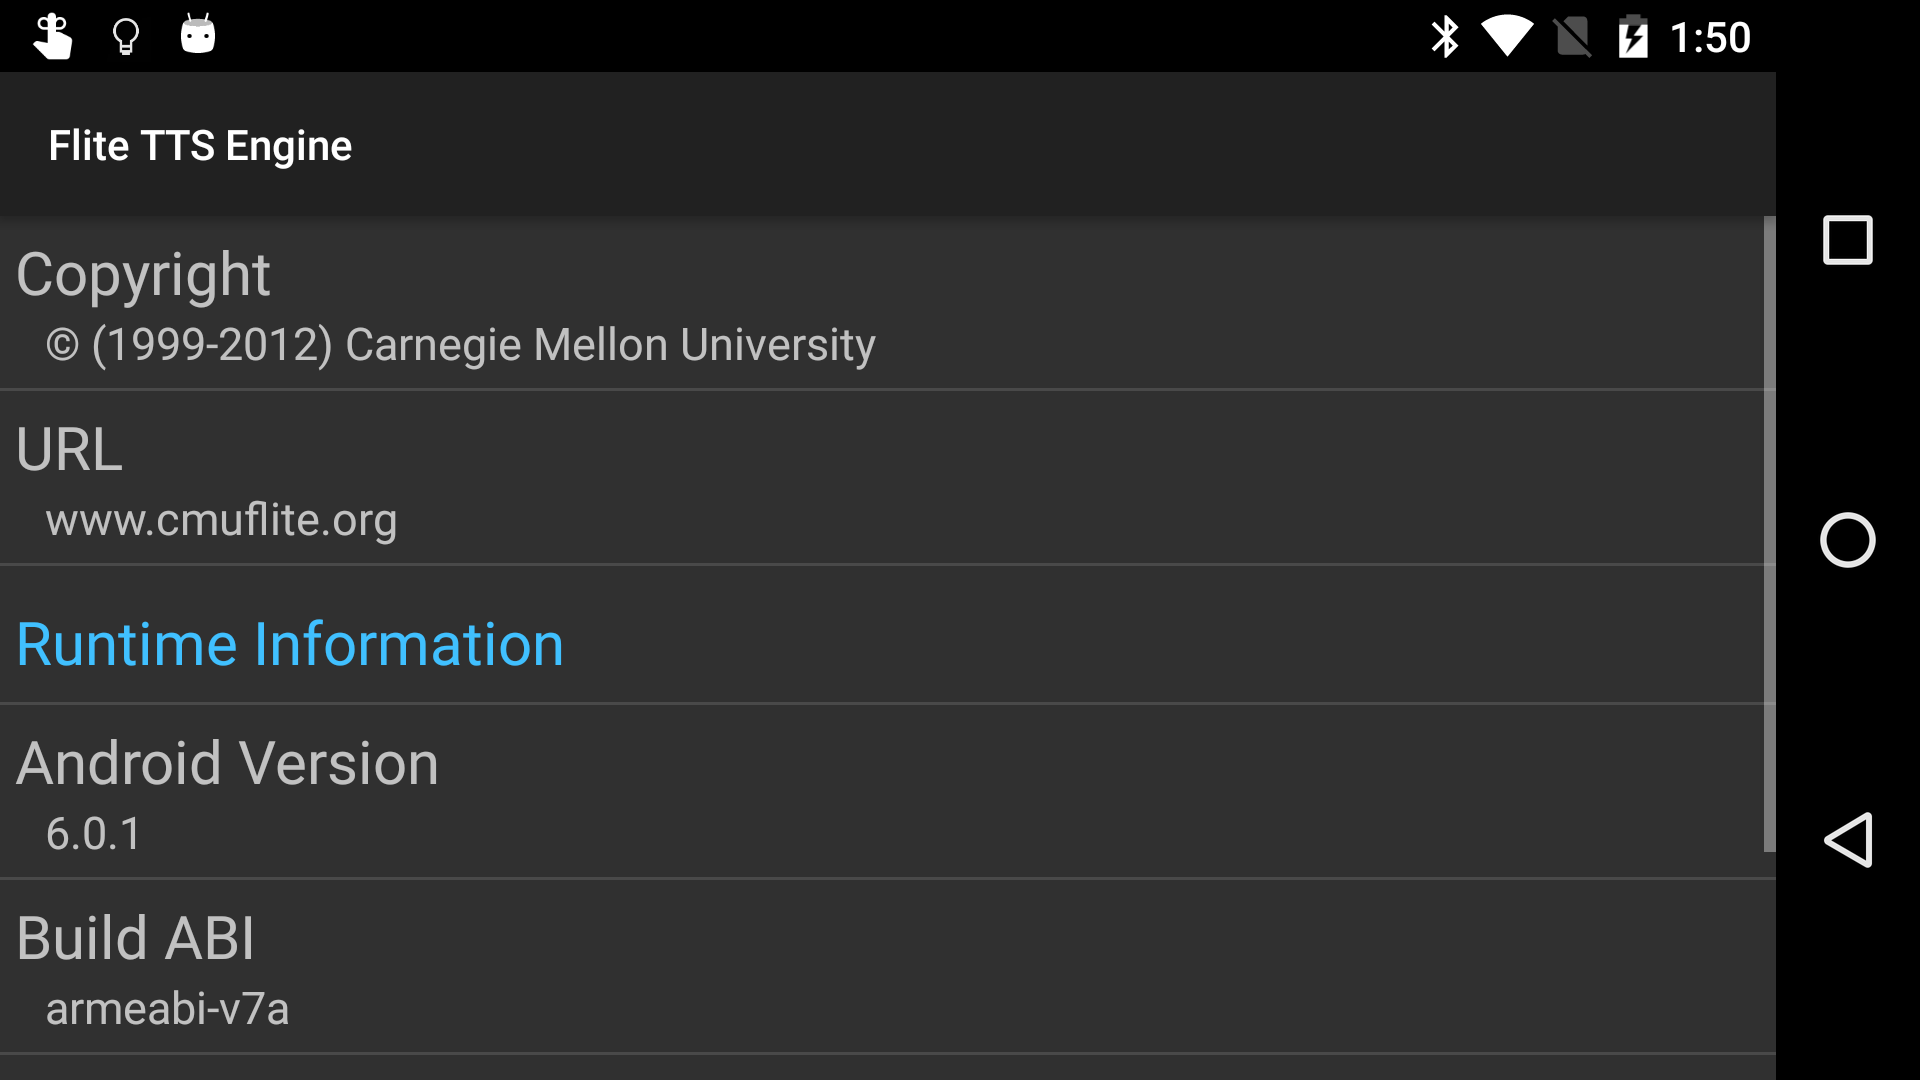 1:50
Flite TTS Engine
Copyright
© (1999-2012) Carnegie Mellon University
URL
www.cmuflite.org
Runtime Information
Android Version
6.0.1
Build ABI
armeabi-v7a